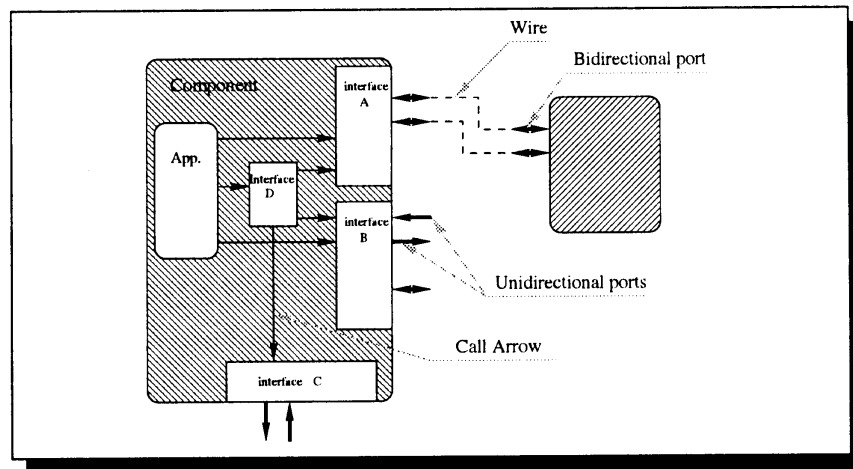 Wire
Bidirectional port
Component
interface
A
App.
Interface
D
interface
B
Unidirectional ports
Call Arrow
interface C